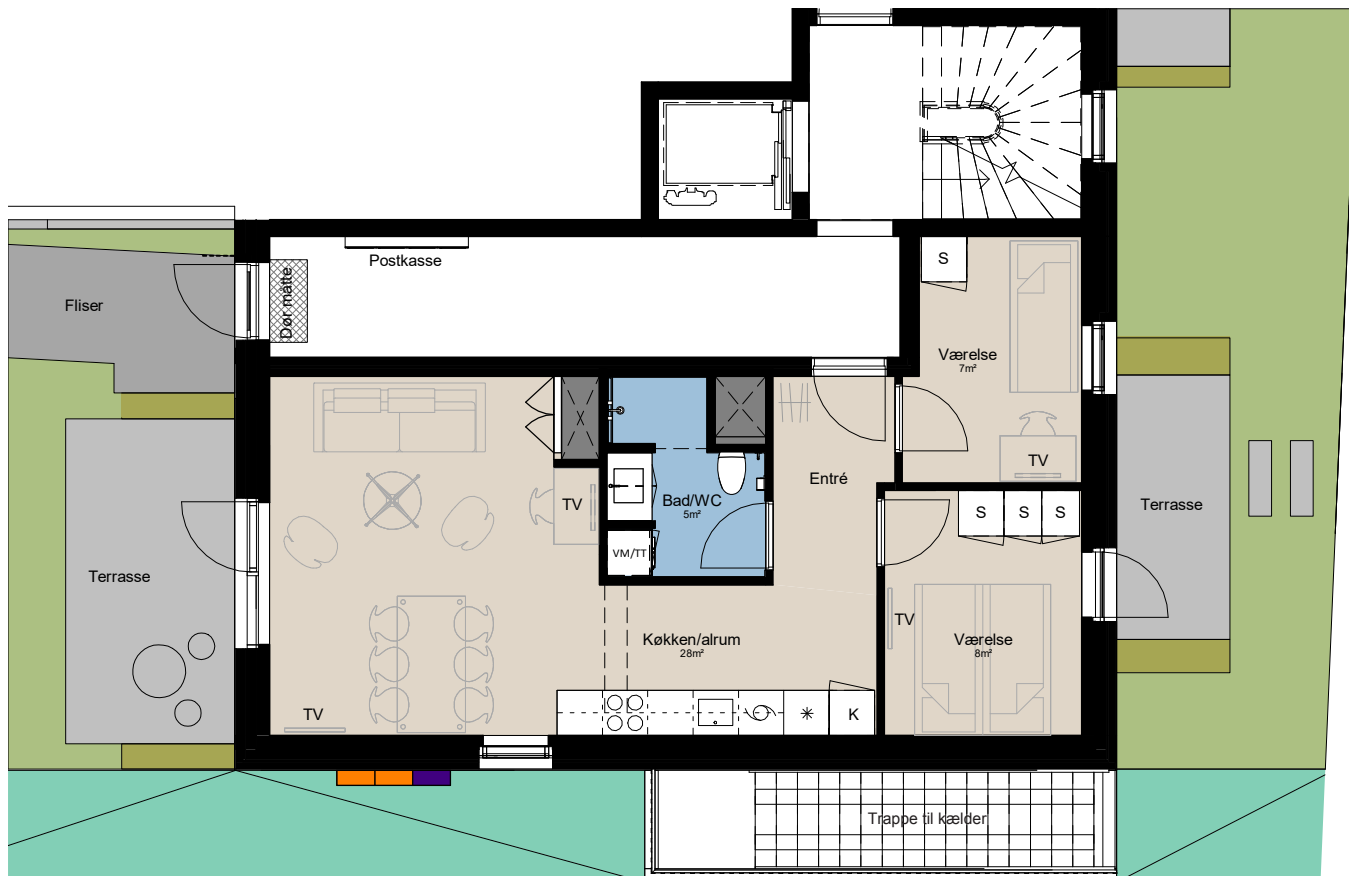 Postkasse
S
Dør måtte
Fliser
Værelse
7m²
TV
Entré
Bad/WC
5m²
TV
S
S
S
Terrasse
VM/TT
Terrasse
TV
Køkken/alrum
28m²
Værelse
8m²
TV
K
Trappe til kælder